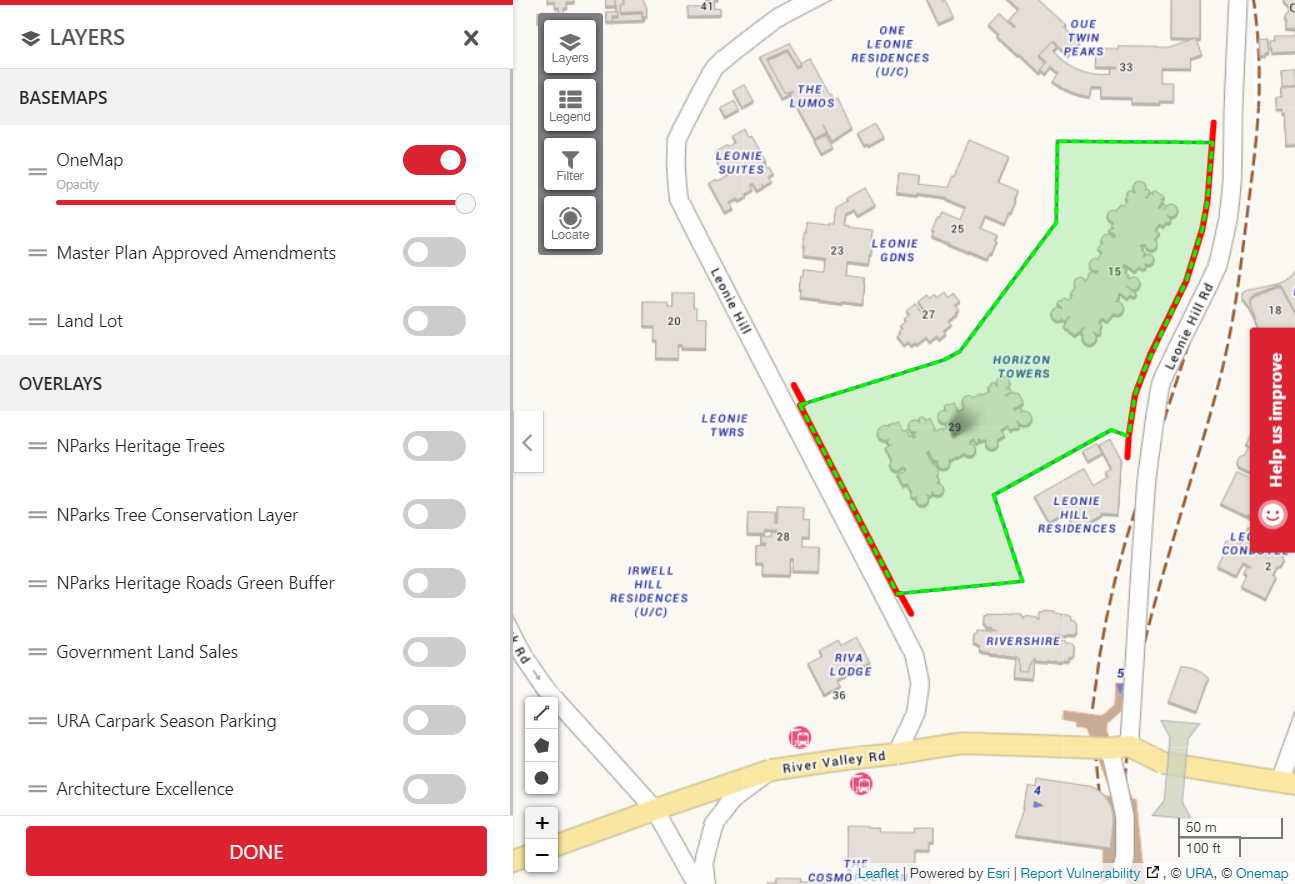 LAYERS
BASEMAPS
OneMap
Opacity
Master Plan Approved Amendments
Land Lot
OVERLAYS
NParks Heritage Trees
NParks Tree Conservation Layer
NParks Heritage Roads Green Buffer
Government Land Sales
URA Carpark Season Parking
Architecture Excellence
DONE
Layers
Legend
Filter
Locate
41
ONE
LEONIE
RESIDENCES
(U/C)
OUE
TWIN
PEAKS
33
THE
LUMOS
LEONIE
SUITES
23
LEONIE
GDNS
25
27
15
18
20
Leonie Hill
Leonie Hill Rd
HORIZON
TOWERS
29
LEONIE
TWRS
LEONIE
HILL
RESIDENCES
28
IRWELL
HILL
RESIDENCES
(U/C)
2
RIVERSHIRE
RIVA
LODGE
36
5
Rd
River Valley Rd
4
THE
COSMOPOLITAN
Help us improve
+
−
50 m
100 ft
Leaflet | Powered by Esri | Report Vulnerability , © URA, © Onemap